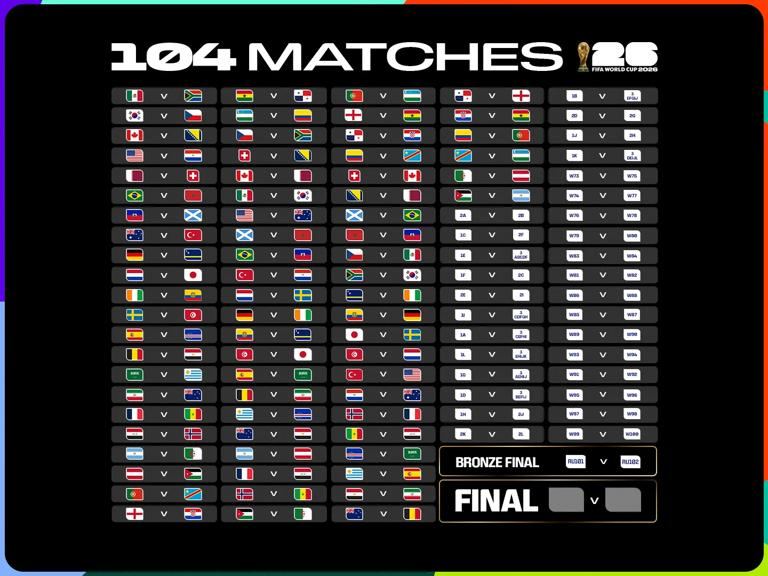 104 MATCHES 26
FIFA WORLD CUP 2026
V V V V 1B V 3 EFGIJ
V V V V 2D V 2G
V V V V 1J V 2H
V V V V 1K V 3 DEIJL
V V V V W73 V W75
V V V V W74 V W77
V V V 2A V 2B W76 V W78
V V V 1C V 2F W79 V W80
V V V 1E V 3 ABCDF W83 V W84
V V V 1F V 2C W81 V W82
V V V 2E V 2I W86 V W88
V V V 1I V 3 CDFGH W85 V W87
V V V 1A V 3 CEFHI W89 V W90
V V V 1L V 3 EHIJK W93 V W94
V V V 1G V 3 AEHIJ W91 V W92
V V V 1D V 3 BEFIJ W95 V W96
V V V 1H V 2J W97 V W98
V V V 2K V 2L W99 V W100
V V V
V V V
V V V
V V V
BRONZE FINAL RU101 V RU102
FINAL V